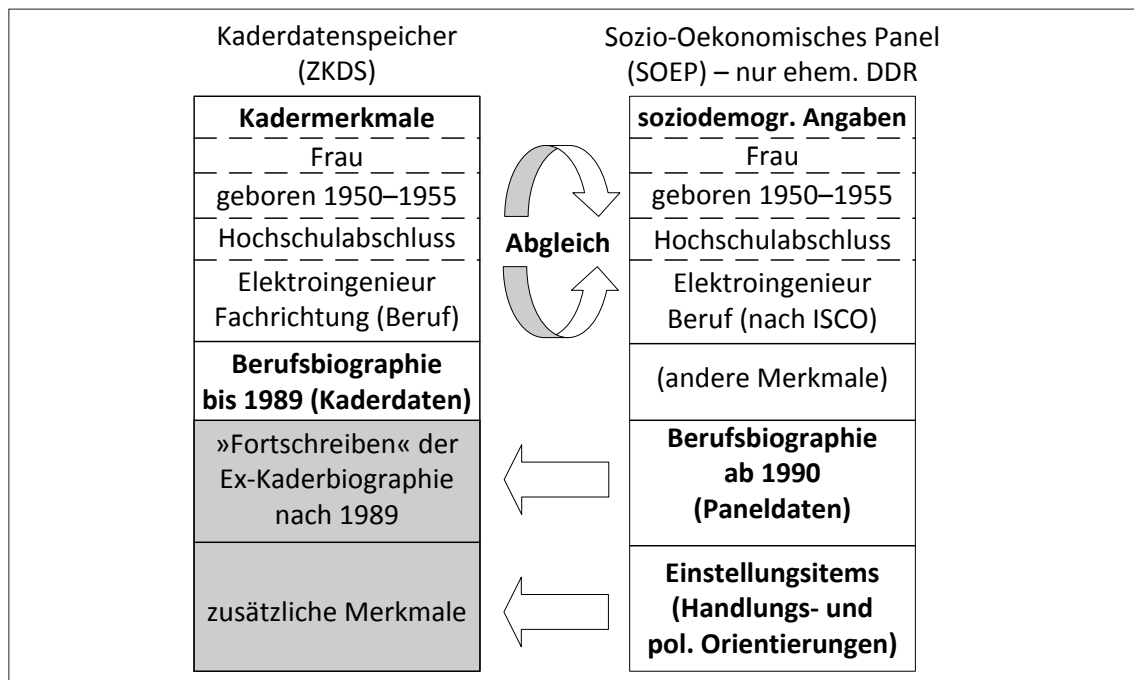 Kaderdatenspeicher
(ZKDS)
Kadermerkmale
Frau
geboren 1950–1955
Hochschulabschluss
Elektroingenieur
Fachrichtung (Beruf)
Berufsbiographie
bis 1989 (Kaderdaten)
»Fortschreiben« der
Ex-Kaderbiographie
nach 1989
zusätzliche Merkmale
Abgleich
Sozio-Oekonomisches Panel
(SOEP) – nur ehem. DDR
soziodemogr. Angaben
Frau
geboren 1950–1955
Hochschulabschluss
Elektroingenieur
Beruf (nach ISCO)
(andere Merkmale)
Berufsbiographie
ab 1990
(Paneldaten)
Einstellungsitems
(Handlungs- und
pol. Orientierungen)